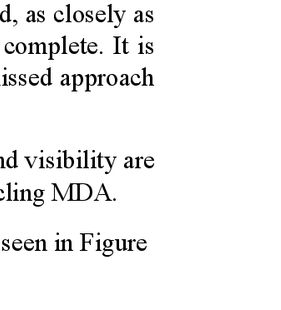 d, as closely as
complete. It is
issed approach
nd visibility are
cling MDA.
seen in Figure